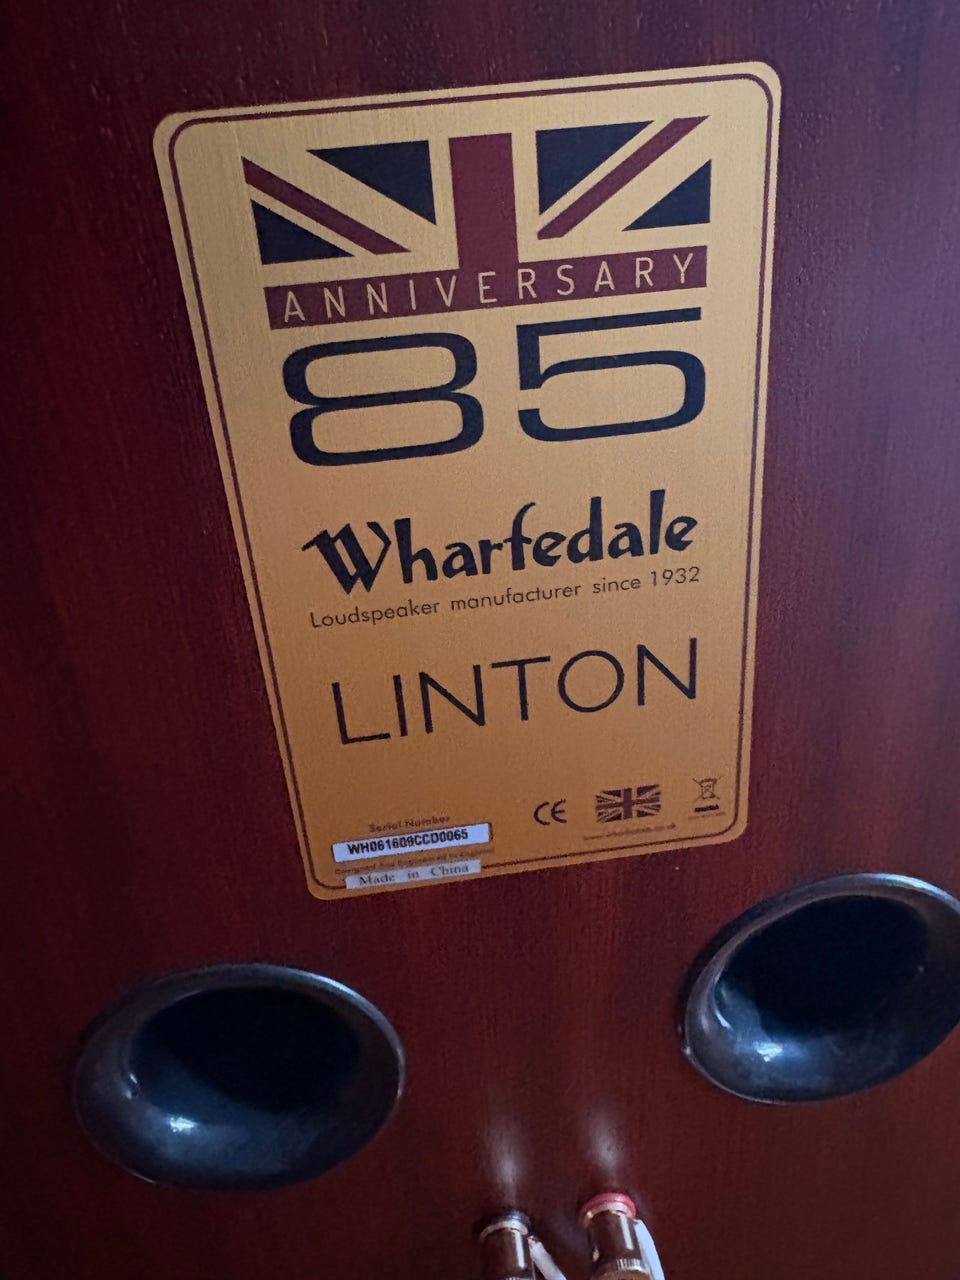 ANNIVERSARY
85
Wharfedale
Loudspeaker manufacturer since 1932
LINTON
Serial Number
WH061609CCD0065
Made in China
CE